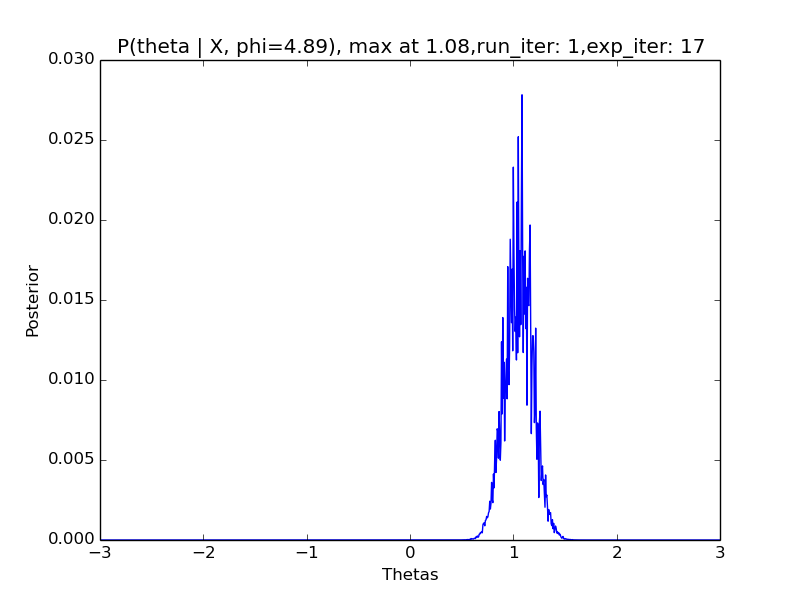 P(theta | X, phi=4.89), max at 1.08,run_iter: 1,exp_iter: 17
0.030
0.025
0.020
0.015
0.010
0.005
0.000
Posterior
−3 −2 −1 0 1 2 3
Thetas